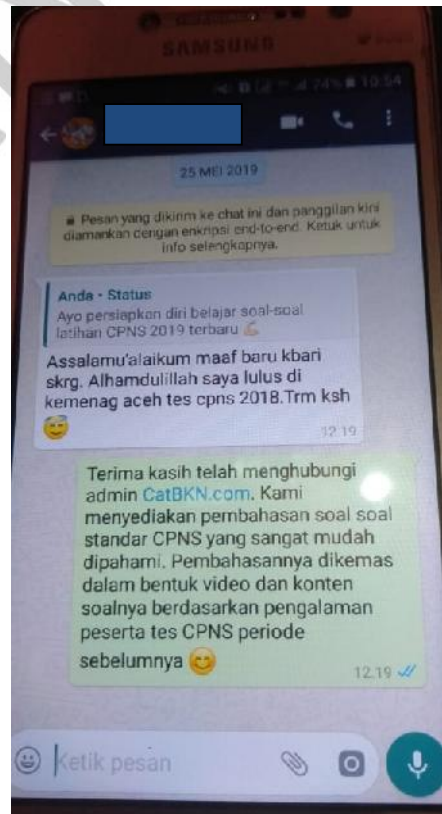 SAMSUNG
24% 10:54
25 MEI 2019
Pesan yang dikirim ke chat ini dan panggilan kini
diamankan dengan enkripsi end-to-end. Ketuk untuk
info selengkapnya.
Anda • Status
Ayo persiapkan diri belajar soal-soal
latihan CPNS 2019 terbaru 💪
Assalamu'alaikum maaf baru kbari
skrg. Alhamdulillah saya lulus di
kemenag aceh tes cpns 2018.Trm ksh
😇
12.19
Terima kasih telah menghubungi
admin CatBKN.com. Kami
menyediakan pembahasan soal soal
standar CPNS yang sangat mudah
dipahami. Pembahasannya dikemas
dalam bentuk video dan konten
soalnya berdasarkan pengalaman
peserta tes CPNS periode
sebelumnya 😊
12.19
Ketik pesan